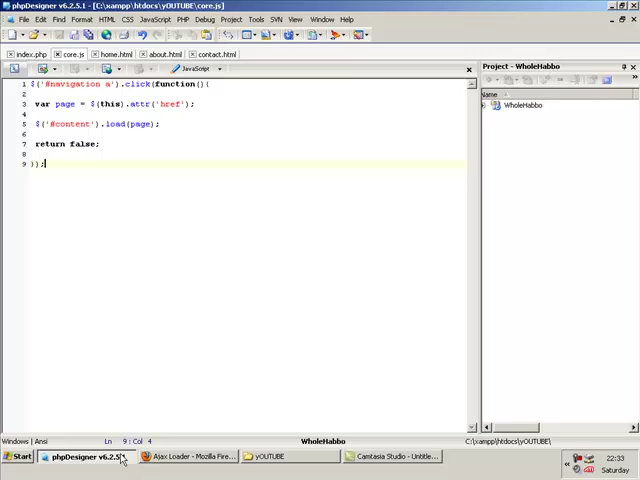 phpDesigner v6.2.5.1 - [C:\xampp\htdocs\yOUTUBE\core.js]
File Edit Find Format HTML CSS JavaScript PHP Debug Project Tools SVN View Window Help
index.php core.js home.html about.html contact.html
JavaScript
Project - WholeHabbo
Name
WholeHabbo
1 $('#navigation a').click(function(){
2
3 var page = $(this).attr('href');
4
5 $('#content').load(page);
6
7 return false;
8
9 });
Windows | Ansi Ln 9 : Col 4 WholeHabbo C:\xampp\htdocs\yOUTUBE\
Start phpDesigner v6.2.5 Ajax Loader - Mozilla Fire... yOUTUBE Camtasia Studio - Untitle... 22:33
Saturday